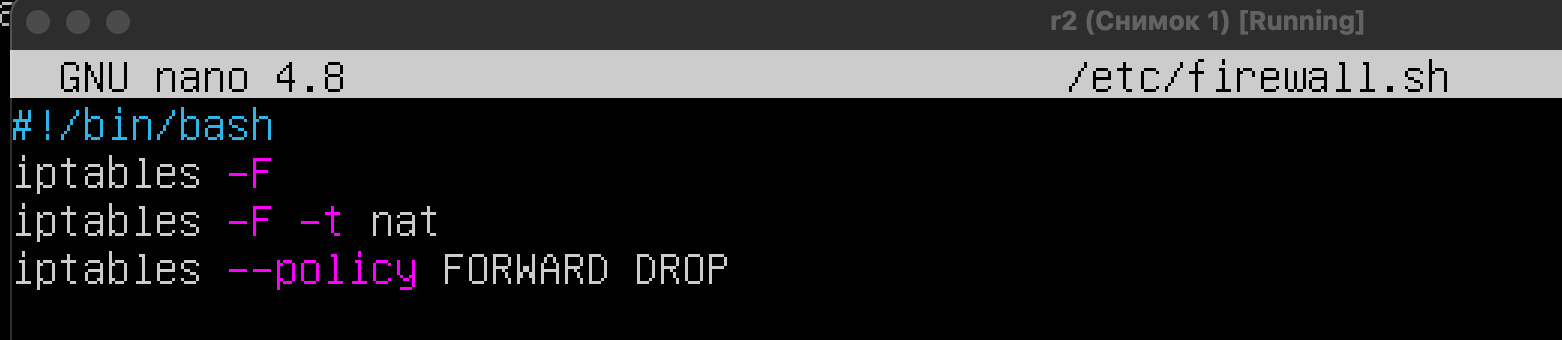 r2 (Снимок 1) [Running]
GNU nano 4.8 /etc/firewall.sh
#!/bin/bash
iptables -F
iptables -F -t nat
iptables --policy FORWARD DROP